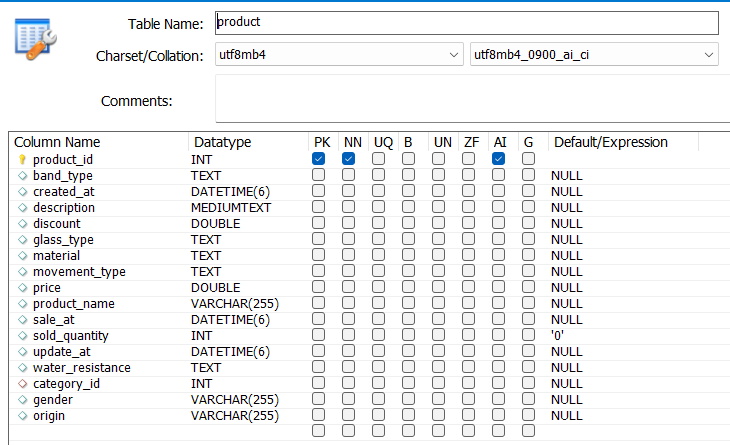 Table Name: product
Charset/Collation: utf8mb4 utf8mb4_0900_ai_ci
Comments:
Column Name Datatype PK NN UQ B UN ZF AI G Default/Expression
product_id INT
band_type TEXT NULL
created_at DATETIME(6) NULL
description MEDIUMTEXT NULL
discount DOUBLE NULL
glass_type TEXT NULL
material TEXT NULL
movement_type TEXT NULL
price DOUBLE NULL
product_name VARCHAR(255) NULL
sale_at DATETIME(6) NULL
sold_quantity INT '0'
update_at DATETIME(6) NULL
water_resistance TEXT NULL
category_id INT NULL
gender VARCHAR(255) NULL
origin VARCHAR(255) NULL